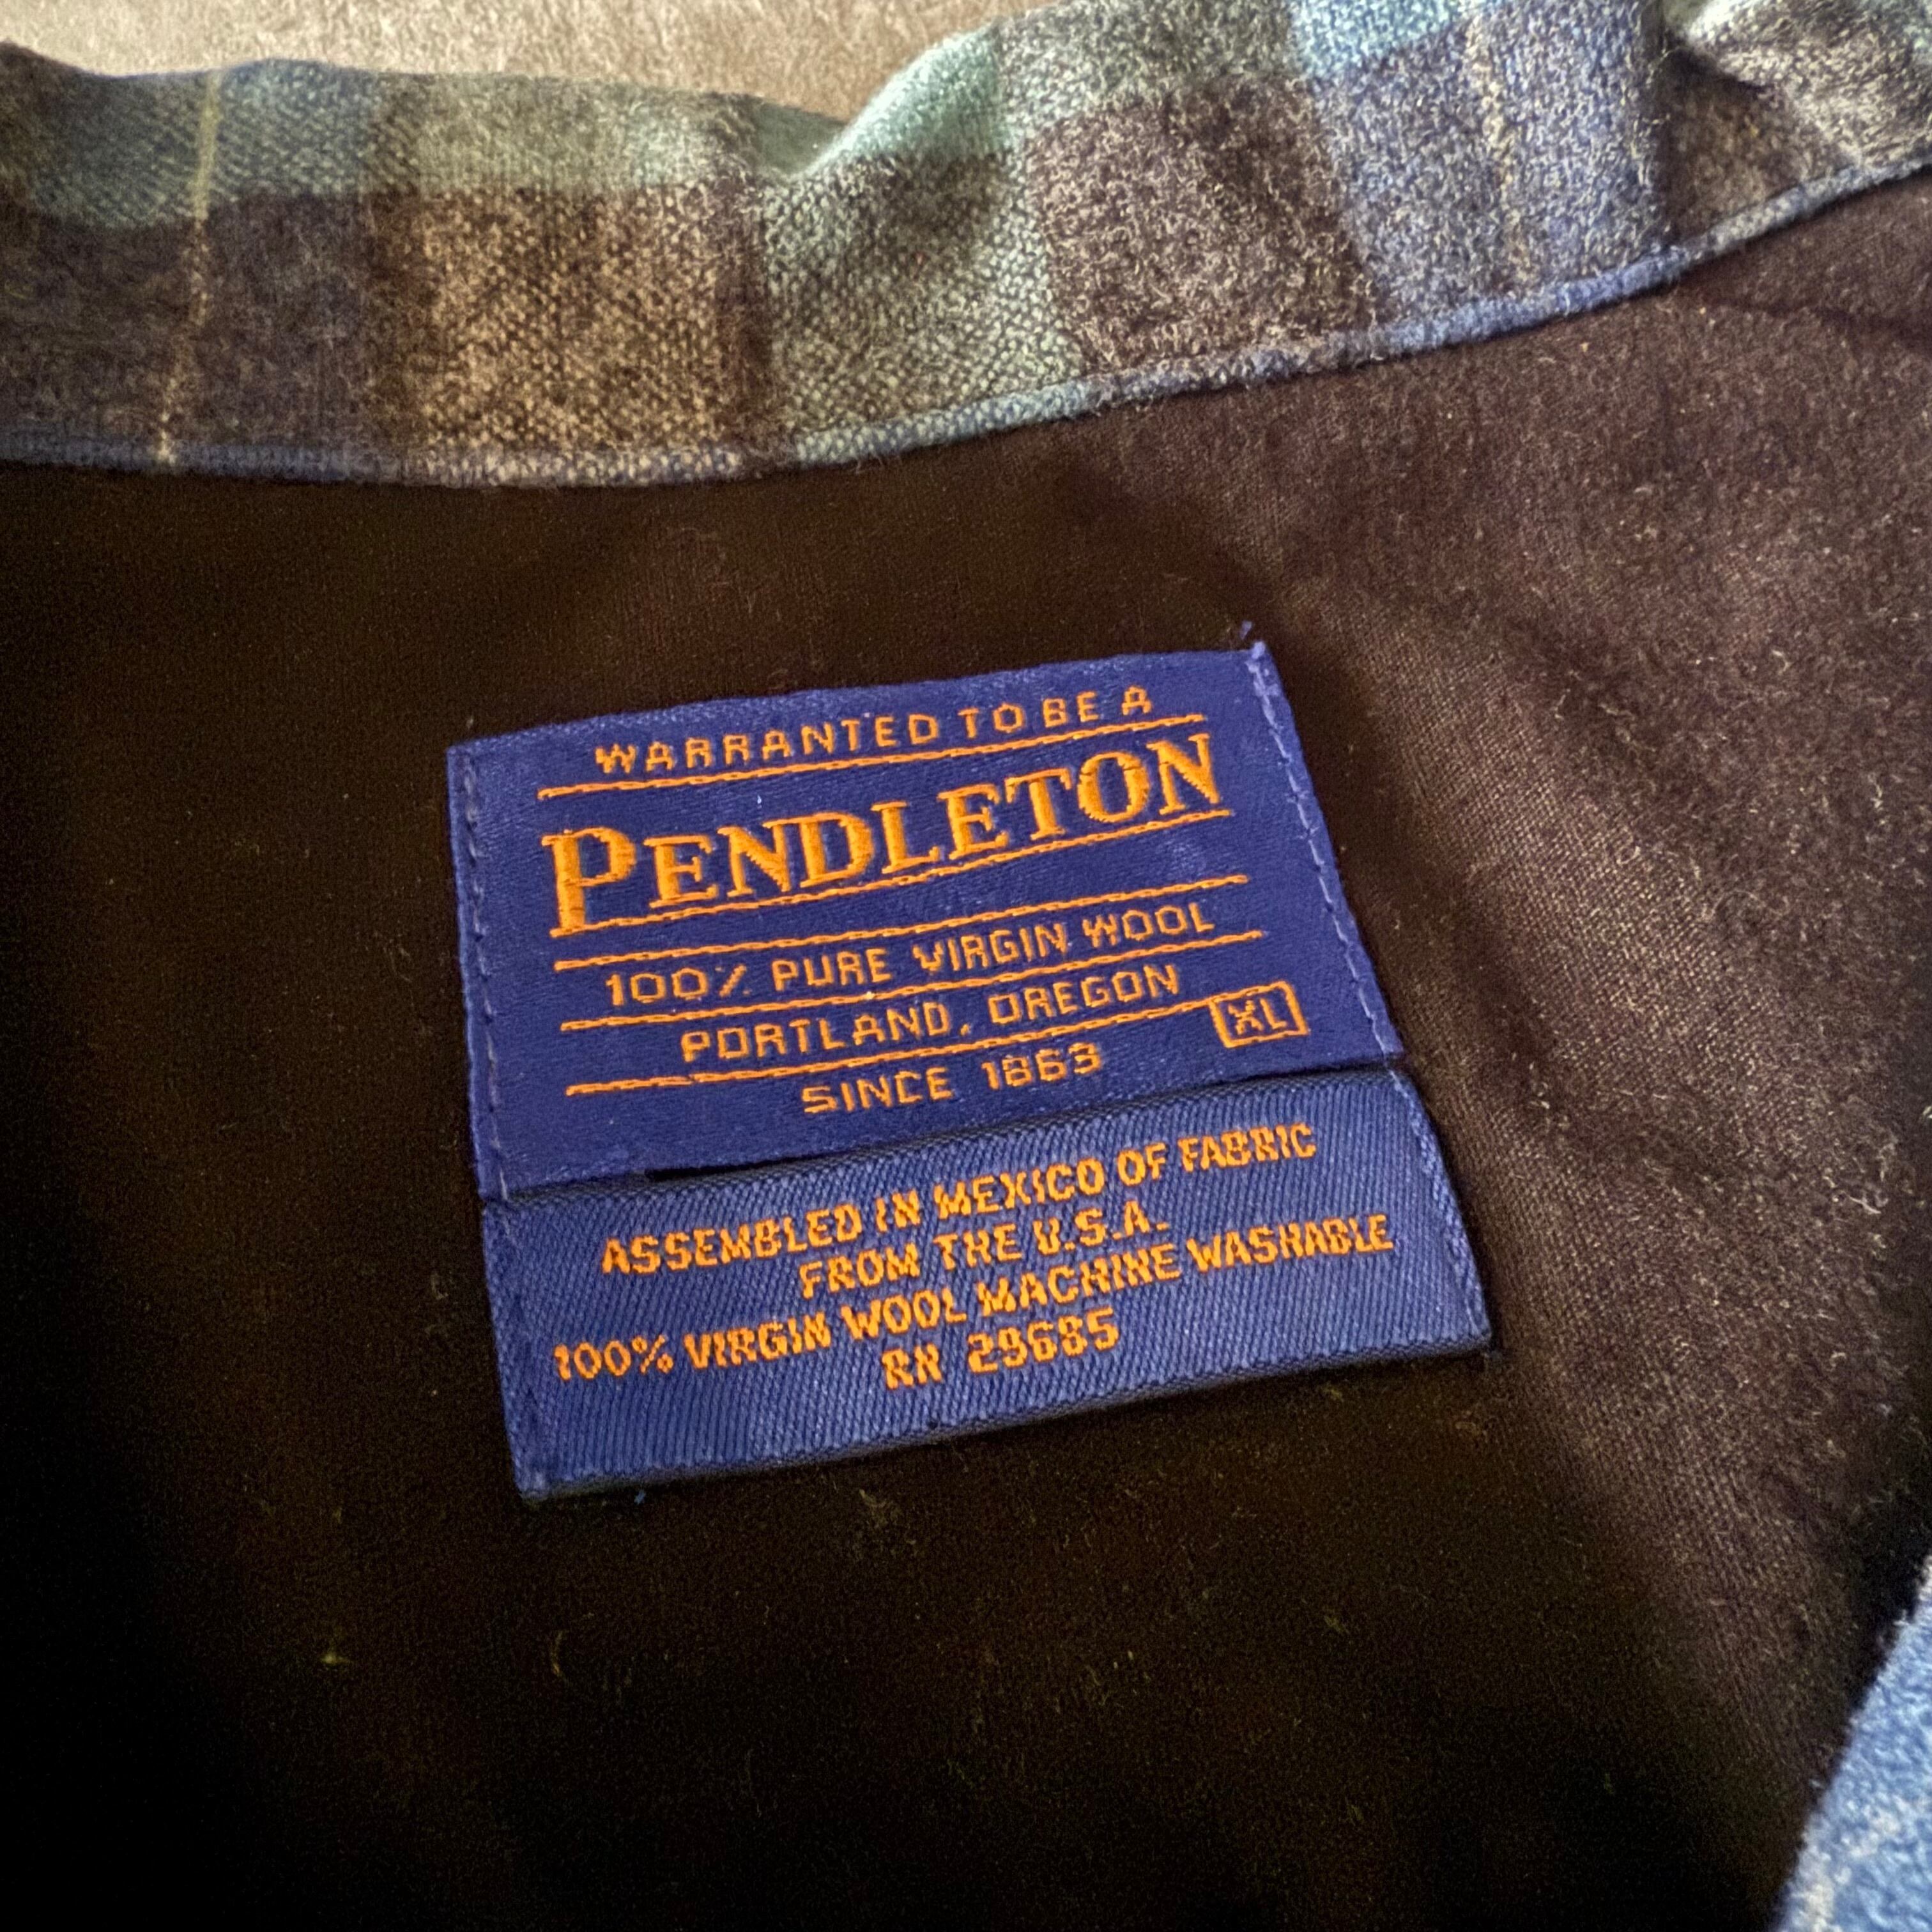 WARRANTED TO BE A
PENDLETON
100% PURE VIRGIN WOOL
PORTLAND, OREGON
XL
SINCE 1863
ASSEMBLED IN MEXICO OF FABRIC
FROM THE U.S.A.
100% VIRGIN WOOL MACHINE WASHABLE
RN 29685